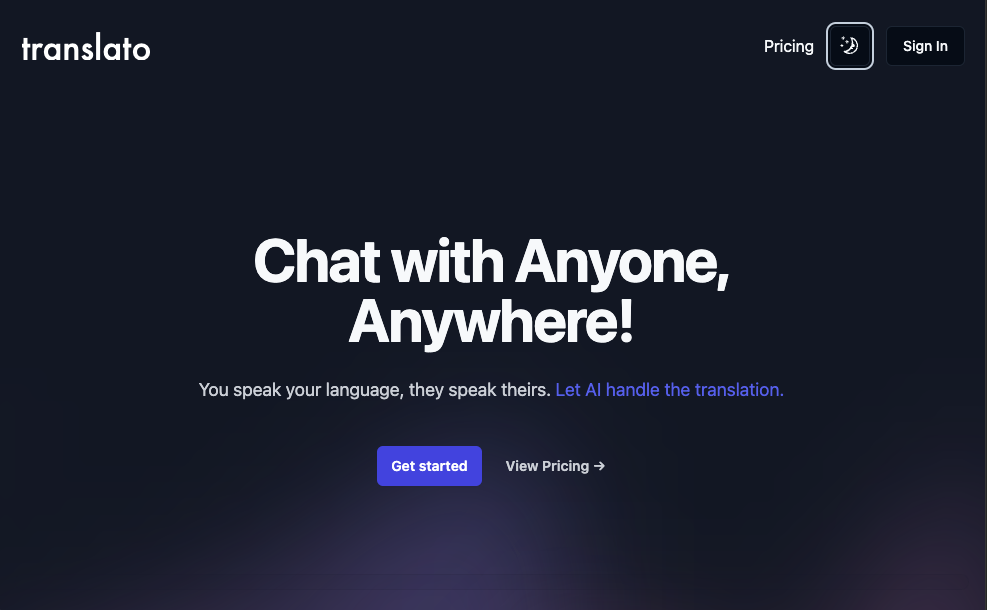 translato
Pricing
Sign In
Chat with Anyone,
Anywhere!
You speak your language, they speak theirs. Let AI handle the translation.
Get started
View Pricing →